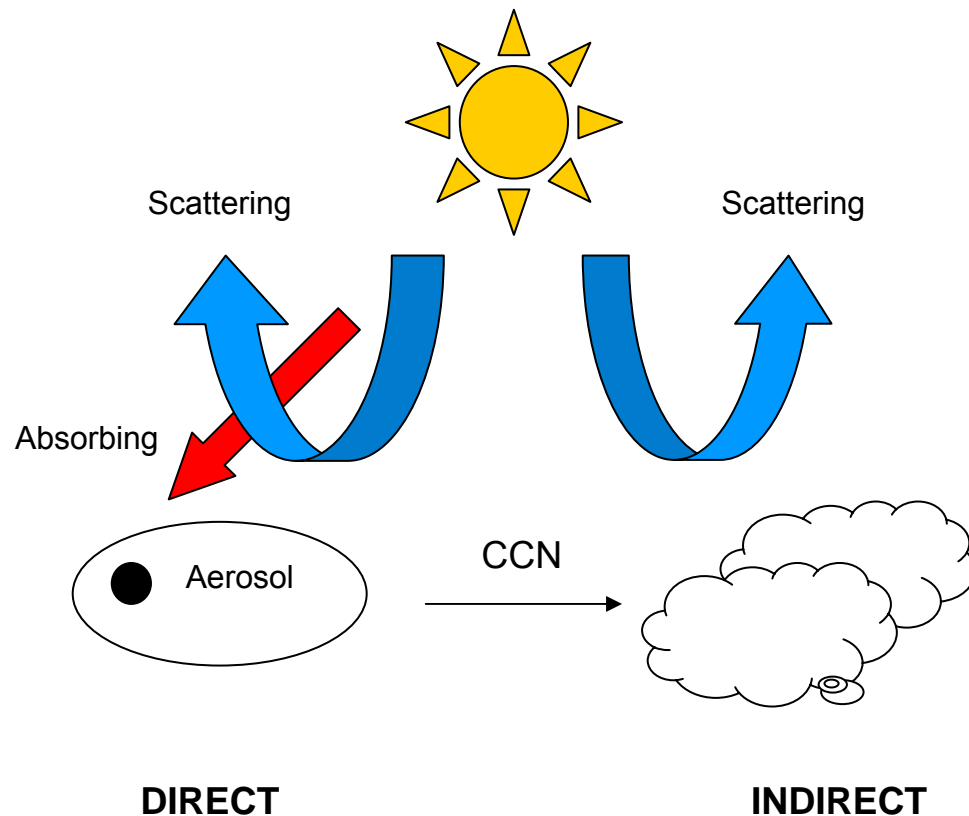 Scattering
Scattering
Absorbing
Aerosol
CCN
DIRECT
INDIRECT